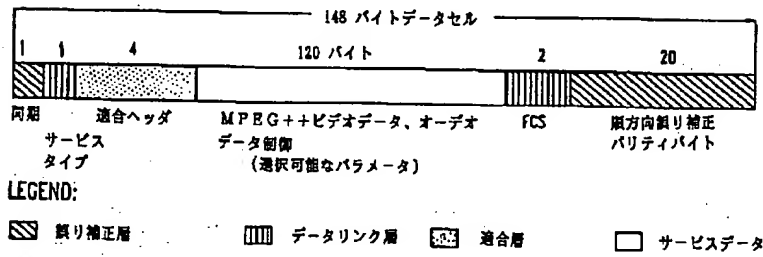 148 バイトデータセル
1 1 4 120 バイト 2 20
同期
サービス
タイプ
適合ヘッダ
MPEG++ビデオデータ、オーデオ
データ制御
(選択可能なパラメータ)
FCS
順方向誤り補正
パリティバイト
LEGEND:
誤り補正層
データリンク層
適合層
サービスデータ